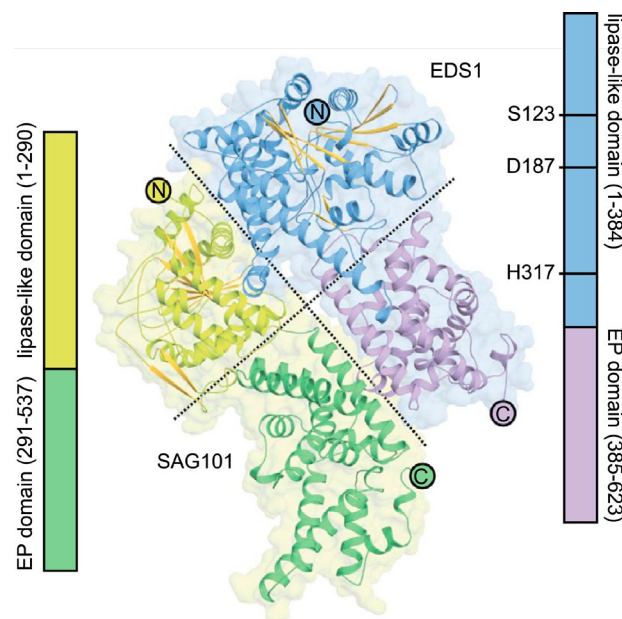 EDS1
N
lipase-like domain (1-384)
S123
D187
H317
EP domain (385-623)
C
N
lipase-like domain (1-290)
EP domain (291-537)
SAG101
C